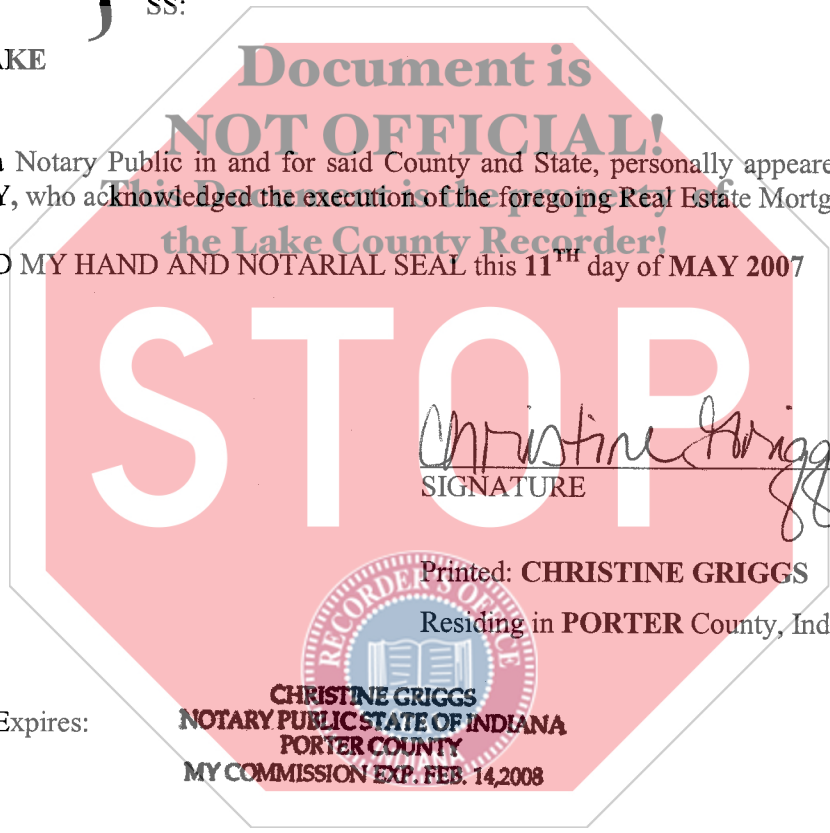 SS:
AKE
Document is
NOT OFFICIAL!
a Notary Public in and for said County and State, personally appeare
This Document is the property of
Y, who acknowledged the execution of the foregoing Real Estate Mortg
the Lake County Recorder!
D MY HAND AND NOTARIAL SEAL this 11TH day of MAY 2007
STOP
Christine Griggs
SIGNATURE
Printed: CHRISTINE GRIGGS
Residing in PORTER County, Ind
RECORDER'S OFFICE
INDIANA
CHRISTINE GRIGGS
Expires:
NOTARY PUBLIC STATE OF INDIANA
PORTER COUNTY
MY COMMISSION EXP. FEB. 14,2008